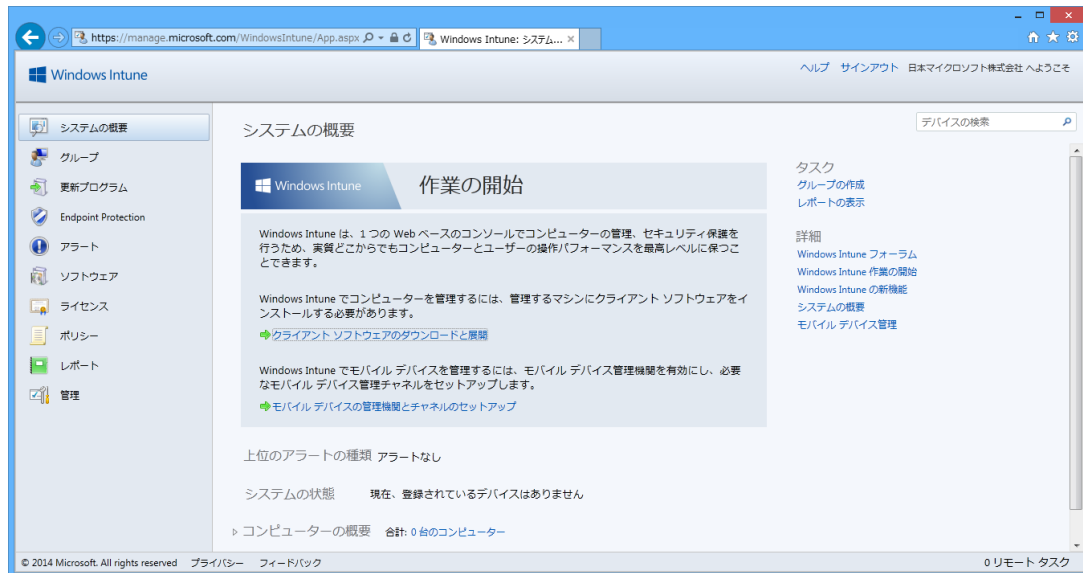 https://manage.microsoft.com/WindowsIntune/App.aspx
Windows Intune: システム...
Windows Intune
ヘルプ サインアウト 日本マイクロソフト株式会社 へようこそ
システムの概要
グループ
更新プログラム
Endpoint Protection
アラート
ソフトウェア
ライセンス
ポリシー
レポート
管理
システムの概要
デバイスの検索
Windows Intune 作業の開始
Windows Intune は、1 つの Web ベースのコンソールでコンピューターの管理、セキュリティ保護を
行うため、実質どこからでもコンピューターとユーザーの操作パフォーマンスを最高レベルに保つこ
とできます。
Windows Intune でコンピューターを管理するには、管理するマシンにクライアント ソフトウェアをイ
ンストールする必要があります。
クライアント ソフトウェアのダウンロードと展開
Windows Intune でモバイル デバイスを管理するには、モバイル デバイス管理機関を有効にし、必要
なモバイル デバイス管理チャネルをセットアップします。
モバイル デバイスの管理機関とチャネルのセットアップ
上位のアラートの種類 アラートなし
システムの状態 現在、登録されているデバイスはありません
コンピューターの概要 合計: 0 台のコンピューター
タスク
グループの作成
レポートの表示
詳細
Windows Intune フォーラム
Windows Intune 作業の開始
Windows Intune の新機能
システムの概要
モバイル デバイス管理
© 2014 Microsoft. All rights reserved プライバシー フィードバック
0 リモート タスク